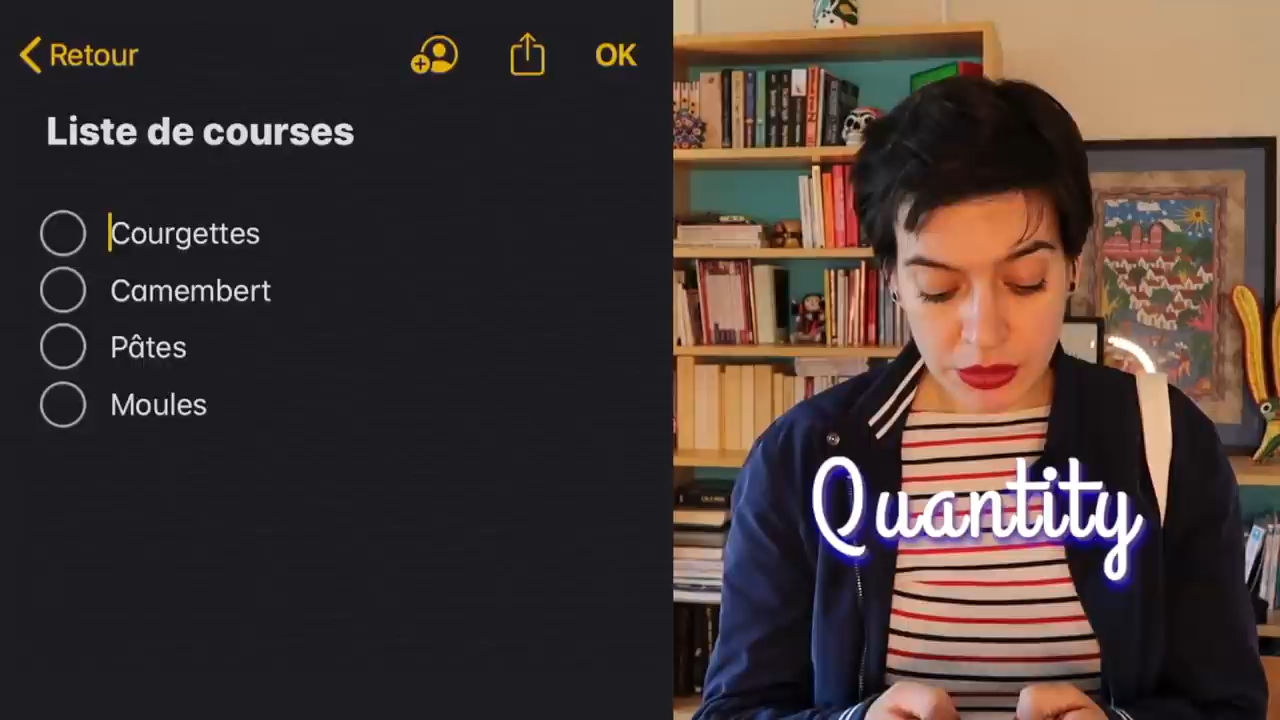 Retour
OK
Liste de courses
Courgettes
Camembert
Pâtes
Moules
Quantity